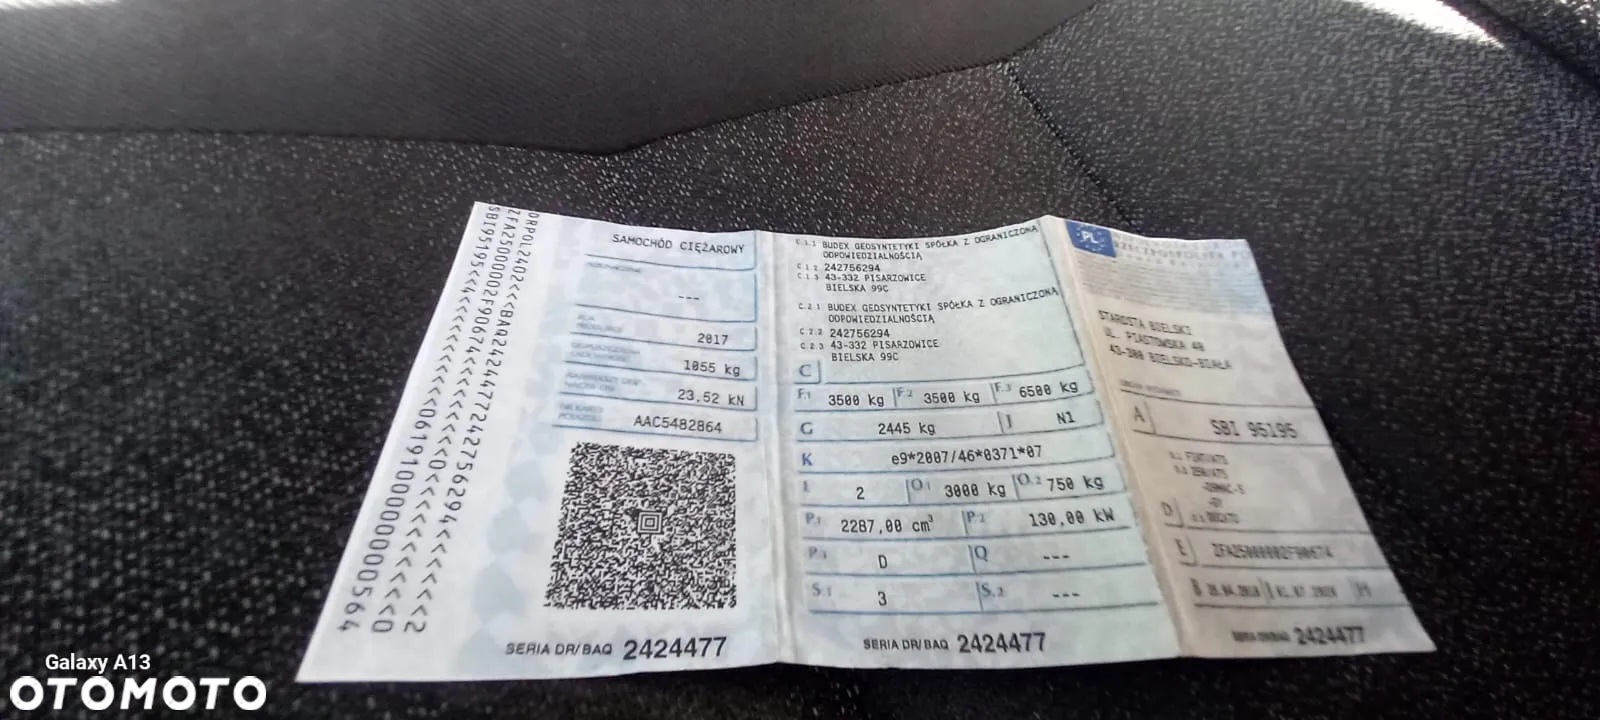 DRPOL2402<<<BAQ2424477242756294<<<<<<2
SAMOCHÓD CIĘŻAROWY
---
2017
1055 kg
23,52 kN
AAC5482864
SERIA DR/BAQ 2424477
C.1.1 BUDEX GEOSYNTETYKI SPÓŁKA Z OGRANICZONĄ
ODPOWIEDZIALNOŚCIĄ
C.1.2 242756294
C.1.3 43-332 PISARZOWICE
BIELSKA 99C
C.2.1 BUDEX GEOSYNTETYKI SPÓŁKA Z OGRANICZONĄ
ODPOWIEDZIALNOŚCIĄ
C.2.2 242756294
C.2.3 43-332 PISARZOWICE
BIELSKA 99C
C
F.1 3500 kg F.2 3500 kg F.3 6500 kg
G 2445 kg J N1
K e9*2007/46*0371*07
2 O.1 3000 kg O.2 750 kg
P.1 2287,00 cm³ P.2 130,00 kW
P.3 D Q ---
S.1 3 S.2 ---
SERIA DR/BAQ 2424477
PL
RZECZPOSPOLITA
STAROSTA BIELSKI
UL. PIASTOWSKA 40
43-300 BIELSKO-BIAŁA
A SBI 95195
D
E ZFA25000002F90674
B H
SERIA DR/BAQ 2424477
Galaxy A13
OTOMOTO